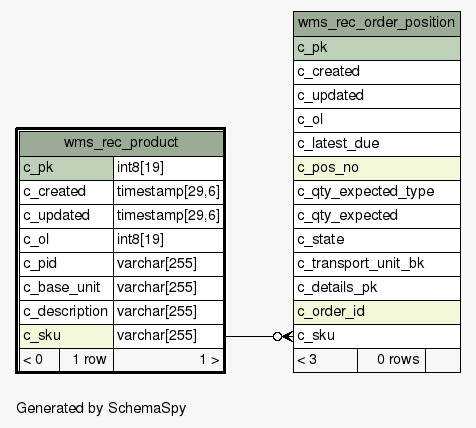 wms_rec_product
c_pk int8[19]
c_created timestamp[29,6]
c_updated timestamp[29,6]
c_ol int8[19]
c_pid varchar[255]
c_base_unit varchar[255]
c_description varchar[255]
c_sku varchar[255]
< 0 1 row 1 >
wms_rec_order_position
c_pk
c_created
c_updated
c_ol
c_latest_due
c_pos_no
c_qty_expected_type
c_qty_expected
c_state
c_transport_unit_bk
c_details_pk
c_order_id
c_sku
< 3 0 rows
Generated by SchemaSpy